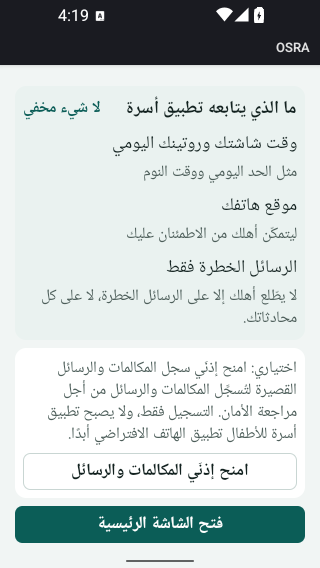 4:19
OSRA
ما الذي يتابعه تطبيق أسرة
لا شيء مخفي
وقت شاشتك وروتينك اليومي
مثل الحد اليومي ووقت النوم
موقع هاتفك
ليتمكّن أهلك من الاطمئنان عليك
الرسائل الخطرة فقط
لا يطّلع أهلك إلا على الرسائل الخطرة، لا على كل
محادثاتك.
اختياري: امنح إذنَي سجل المكالمات والرسائل
القصيرة لتُسجَّل المكالمات والرسائل من أجل
مراجعة الأمان. التسجيل فقط، ولا يصبح تطبيق
أسرة للأطفال تطبيق الهاتف الافتراضي أبدًا.
امنح إذنَي المكالمات والرسائل
فتح الشاشة الرئيسية